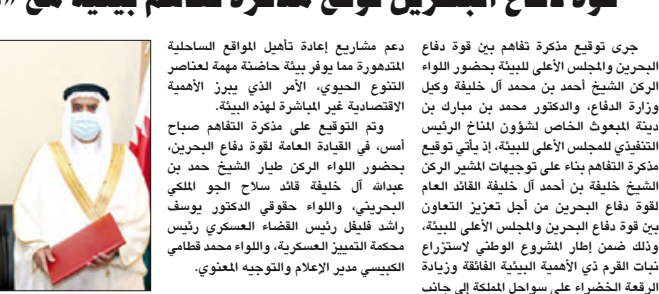 قوة دفاع البحرين توقع مذكرة تفاهم بيئية مع
جرى توقيع مذكرة تفاهم بين قوة دفاع
البحرين والمجلس الأعلى للبيئة بحضور اللواء
الركن الشيخ أحمد بن محمد آل خليفة وكيل
وزارة الدفاع، والدكتور محمد بن مبارك بن
دينة المبعوث الخاص لشؤون المناخ الرئيس
التنفيذي للمجلس الأعلى للبيئة، إذ يأتي توقيع
مذكرة التفاهم بناء على توجيهات المشير الركن
الشيخ خليفة بن أحمد آل خليفة القائد العام
لقوة دفاع البحرين من أجل تعزيز التعاون
بين قوة دفاع البحرين والمجلس الأعلى للبيئة،
وذلك ضمن إطار المشروع الوطني لاستزراع
نبات القرم ذي الأهمية البيئية الفائقة وزيادة
الرقعة الخضراء على سواحل المملكة إلى جانب
دعم مشاريع إعادة تأهيل المواقع الساحلية
المتدهورة مما يوفر بيئة حاضنة مهمة لعناصر
التنوع الحيوي، الأمر الذي يبرز الأهمية
الاقتصادية غير المباشرة لهذه البيئة.
وتم التوقيع على مذكرة التفاهم صباح
أمس، في القيادة العامة لقوة دفاع البحرين،
بحضور اللواء الركن طيار الشيخ حمد بن
عبدالله آل خليفة قائد سلاح الجو الملكي
البحريني، واللواء حقوقي الدكتور يوسف
راشد فليفل رئيس القضاء العسكري رئيس
محكمة التمييز العسكرية، واللواء محمد قطامي
الكبيسي مدير الإعلام والتوجيه المعنوي.